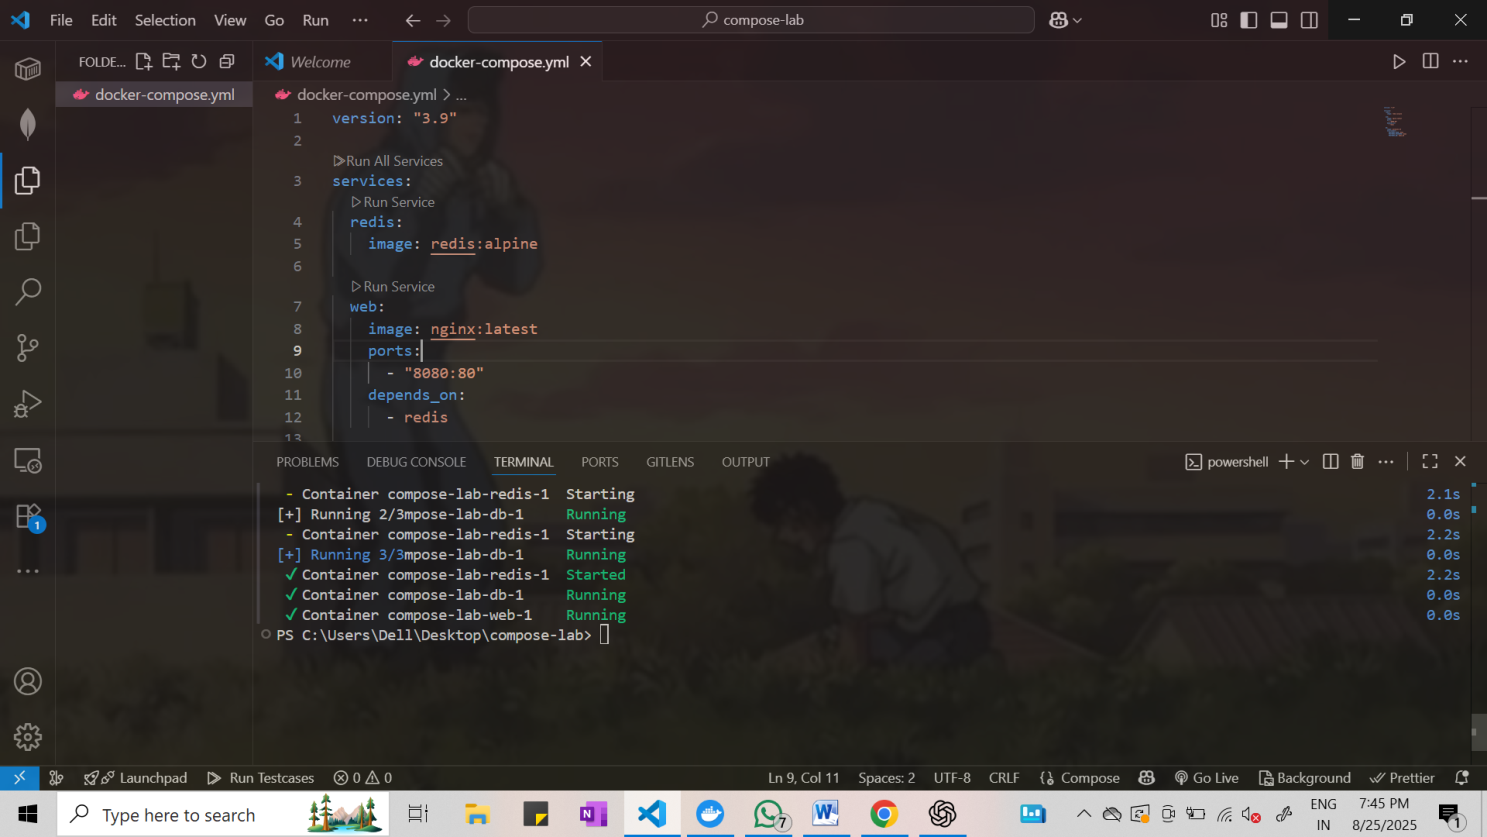 File Edit Selection View Go Run ... compose-lab
FOLDE...
Welcome
docker-compose.yml
docker-compose.yml
docker-compose.yml > ...
1 version: "3.9"
2
Run All Services
3 services:
Run Service
4 redis:
5 image: redis:alpine
6
Run Service
7 web:
8 image: nginx:latest
9 ports:
10 - "8080:80"
11 depends_on:
12 - redis
13
PROBLEMS DEBUG CONSOLE TERMINAL PORTS GITLENS OUTPUT powershell
- Container compose-lab-redis-1 Starting 2.1s
[+] Running 2/3mpose-lab-db-1 Running 0.0s
- Container compose-lab-redis-1 Starting 2.2s
[+] Running 3/3mpose-lab-db-1 Running 0.0s
✓ Container compose-lab-redis-1 Started 2.2s
✓ Container compose-lab-db-1 Running 0.0s
✓ Container compose-lab-web-1 Running 0.0s
PS C:\Users\Dell\Desktop\compose-lab>
1
Launchpad Run Testcases 0 0 Ln 9, Col 11 Spaces: 2 UTF-8 CRLF Compose Go Live Background Prettier
Type here to search
N
7
W
ENG
IN
7:45 PM
8/25/2025
1